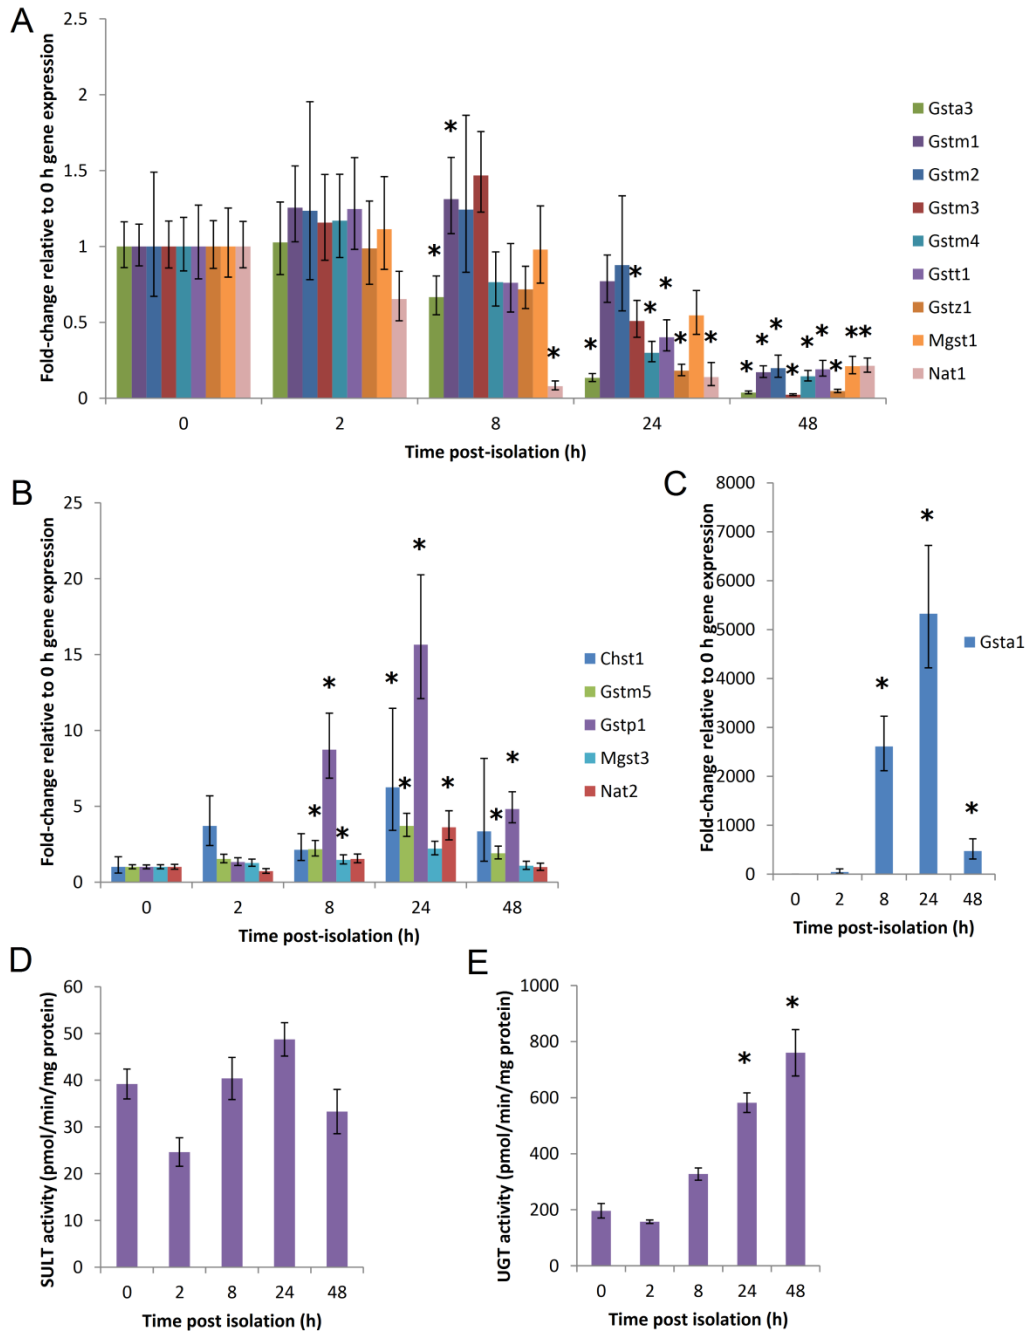 A
Fold-change relative to 0 h gene expression
2.5
2
1.5
1
0.5
0
* * * * * * * * * * * * * * * * * **
0 2 8 24 48
Time post-isolation (h)
Gsta3
Gstm1
Gstm2
Gstm3
Gstm4
Gstt1
Gstz1
Mgst1
Nat1
B
Fold-change relative to 0 h gene expression
25
20
15
10
5
0
* * * * * * * * * *
0 2 8 24 48
Time post-isolation (h)
Chst1
Gstm5
Gstp1
Mgst3
Nat2
C
Fold-change relative to 0 h gene expression
8000
7000
6000
5000
4000
3000
2000
1000
0
* * *
0 2 8 24 48
Time post-isolation (h)
Gsta1
D
SULT activity (pmol/min/mg protein)
60
50
40
30
20
10
0
0 2 8 24 48
Time post isolation (h)
E
UGT activity (pmol/min/mg protein)
1000
800
600
400
200
0
* *
0 2 8 24 48
Time post isolation (h)